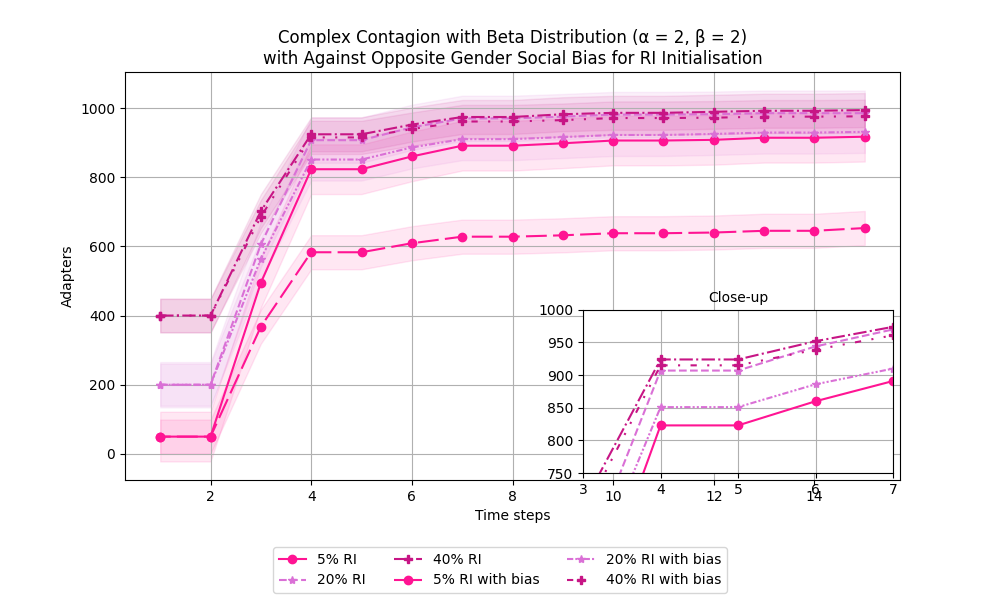 Complex Contagion with Beta Distribution (α = 2, β = 2)
with Against Opposite Gender Social Bias for RI Initialisation
Adapters
1000
800
600
400
200
0
2 4 6 8 10 12 14
Time steps
Close-up
1000
950
900
850
800
750
3 4 5 6 7
5% RI 40% RI 20% RI with bias
20% RI 5% RI with bias 40% RI with bias